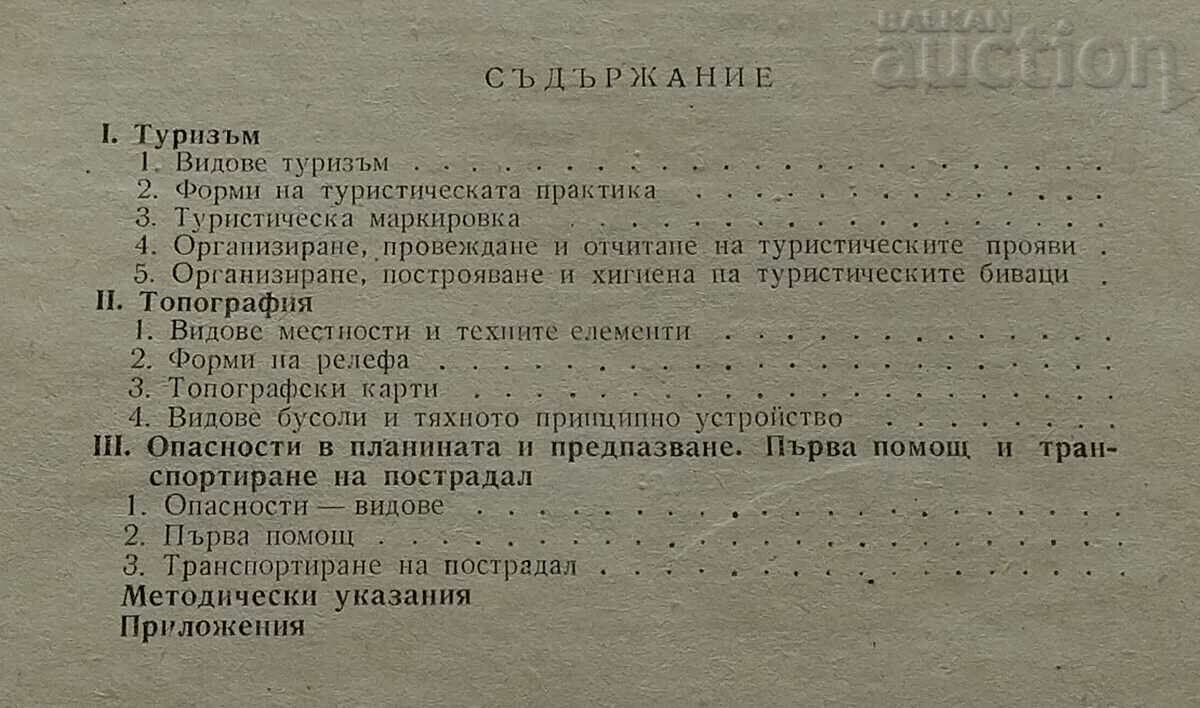 BALKAN
auction
СЪДЪРЖАНИЕ
I. Туризъм
1. Видове туризъм . . . . . . . . . . . . . . . . .
2. Форми на туристическата практика . . . . . . . . . .
3. Туристическа маркировка . . . . . . . . . . . . .
4. Организиране, провеждане и отчитане на туристическите прояви .
5. Организиране, построяване и хигиена на туристическите биваци .
II. Топография
1. Видове местности и техните елементи . . . . . . . . . .
2. Форми на релефа . . . . . . . . . . . . . . . .
3. Топографски карти . . . . . . . . . . . . . . .
4. Видове бусоли и тяхното принципно устройство . . . . . .
III. Опасности в планината и предпазване. Първа помощ и тран-
спортиране на пострадал
1. Опасности — видове . . . . . . . . . . . . . . . .
2. Първа помощ . . . . . . . . . . . . . . . . . .
3. Транспортиране на пострадал . . . . . . . . . . . . .
Методически указания
Приложения